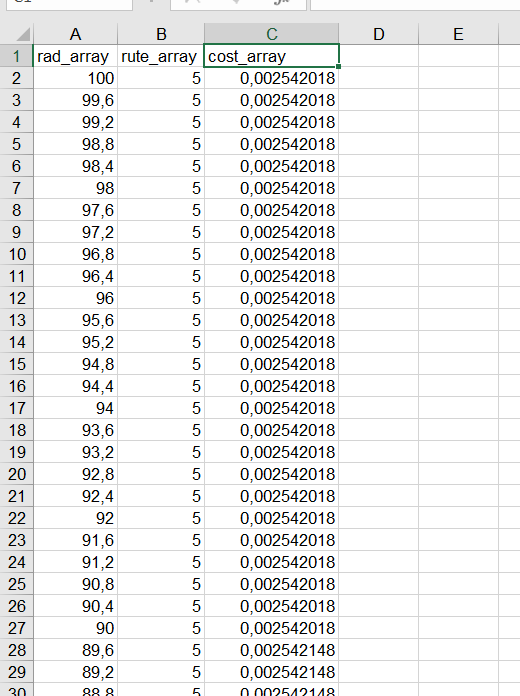 A B C D E
1 rad_array rute_array cost_array
2 100 5 0,002542018
3 99,6 5 0,002542018
4 99,2 5 0,002542018
5 98,8 5 0,002542018
6 98,4 5 0,002542018
7 98 5 0,002542018
8 97,6 5 0,002542018
9 97,2 5 0,002542018
10 96,8 5 0,002542018
11 96,4 5 0,002542018
12 96 5 0,002542018
13 95,6 5 0,002542018
14 95,2 5 0,002542018
15 94,8 5 0,002542018
16 94,4 5 0,002542018
17 94 5 0,002542018
18 93,6 5 0,002542018
19 93,2 5 0,002542018
20 92,8 5 0,002542018
21 92,4 5 0,002542018
22 92 5 0,002542018
23 91,6 5 0,002542018
24 91,2 5 0,002542018
25 90,8 5 0,002542018
26 90,4 5 0,002542018
27 90 5 0,002542018
28 89,6 5 0,002542148
29 89,2 5 0,002542148
30 88,8 5 0,002542148